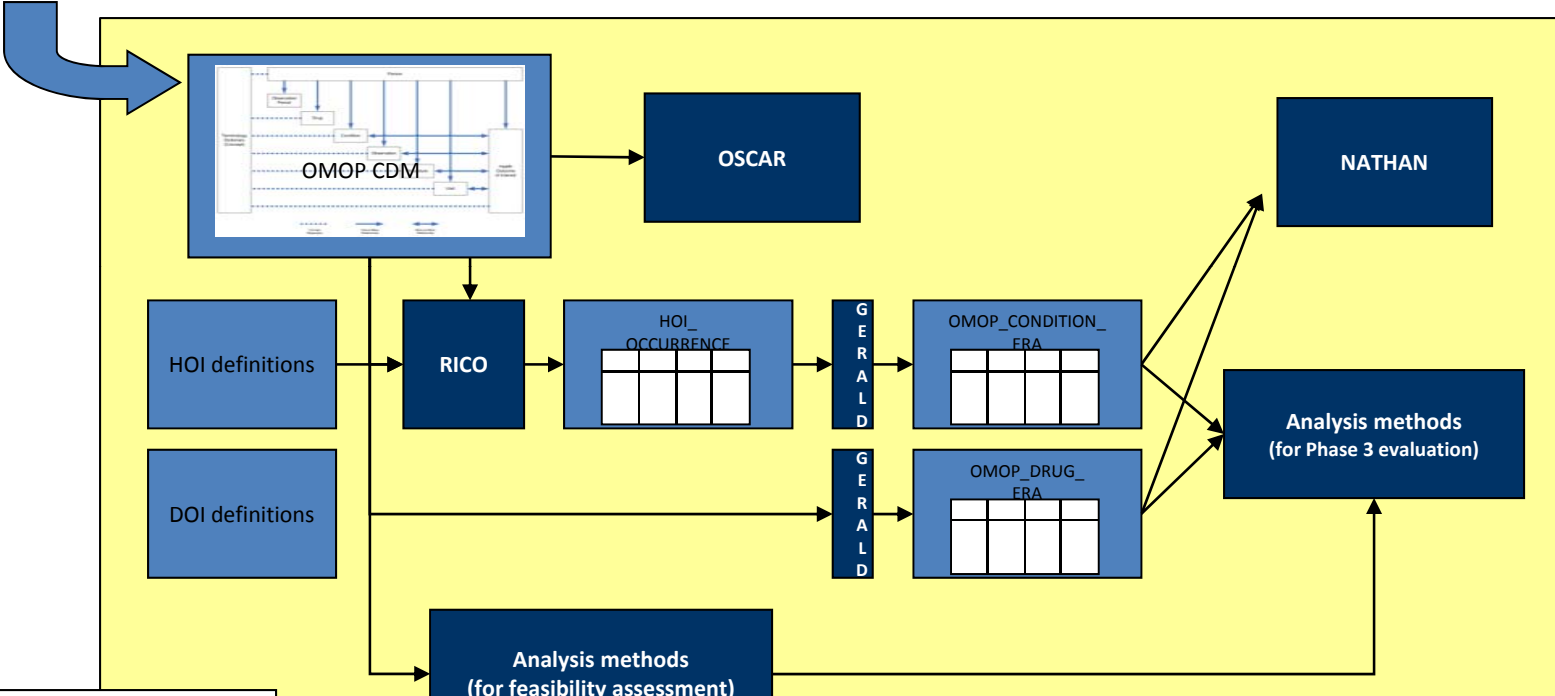 OMOP CDM
OSCAR
NATHAN
HOI definitions
RICO
HOI_
OCCURRENCE
G
E
R
A
L
D
OMOP_CONDITION_
ERA
Analysis methods
(for Phase 3 evaluation)
DOI definitions
G
E
R
A
L
D
OMOP_DRUG_
ERA
Analysis methods
(for feasibility assessment)